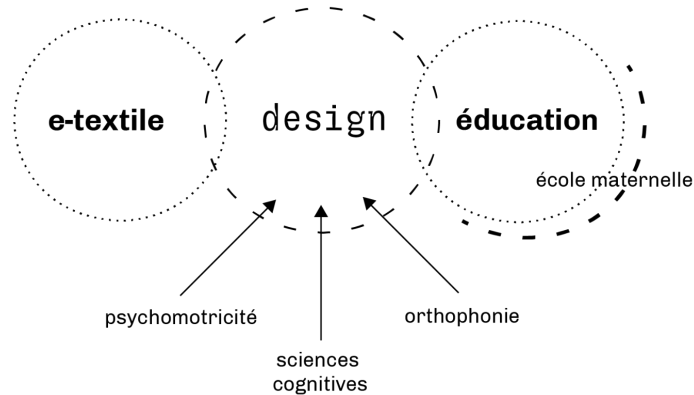 e-textile
design
éducation
école maternelle
psychomotricité
orthophonie
sciences
cognitives